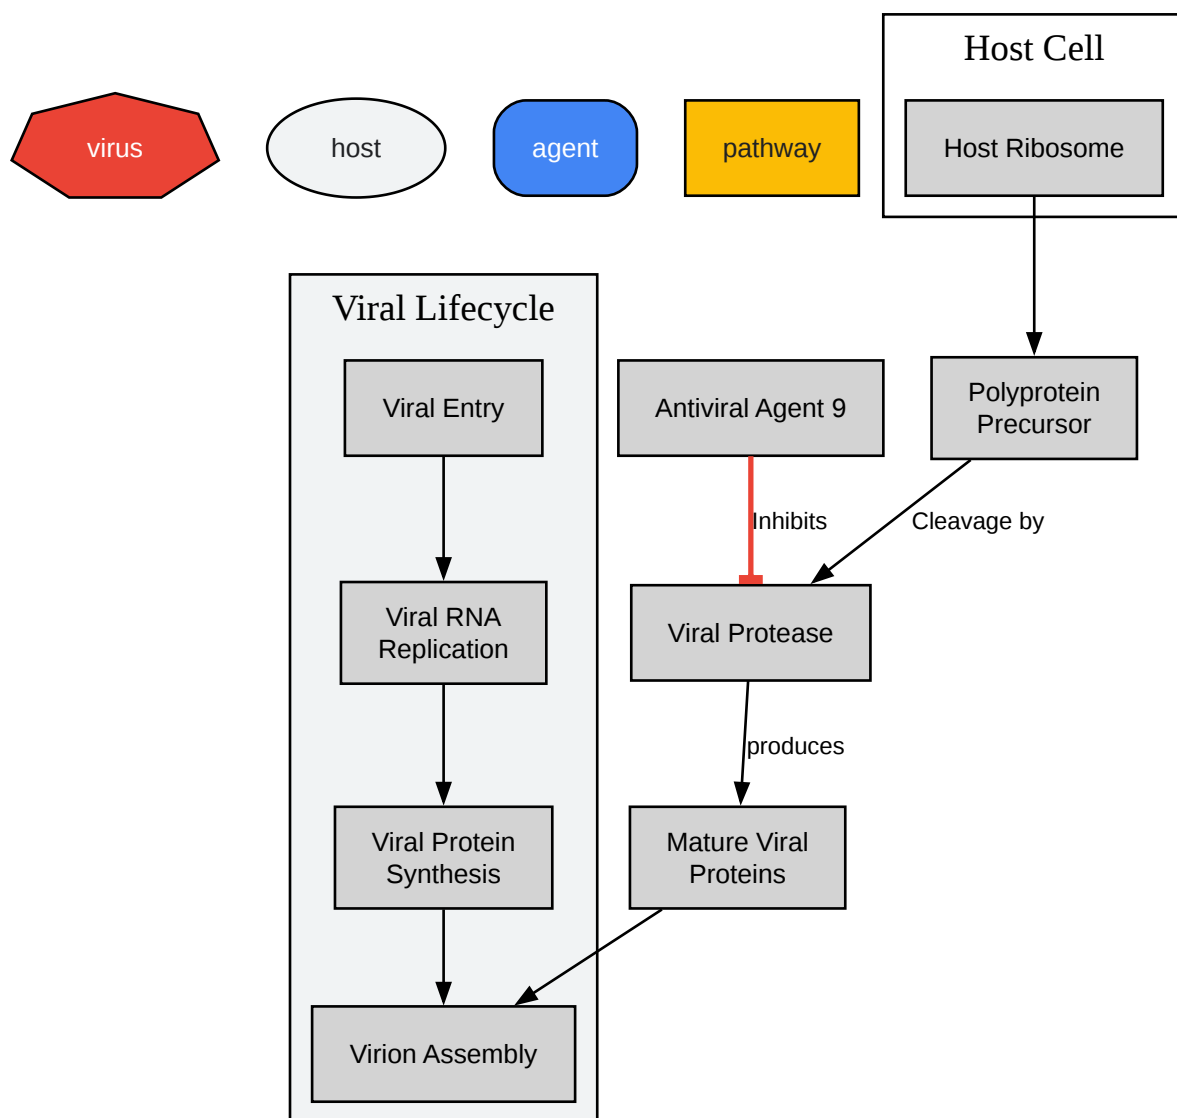 Host Cell
virus
host
agent
pathway
Host Ribosome
Viral Lifecycle
Viral Entry
Antiviral Agent 9
Polyprotein
Precursor
Inhibits
Cleavage by
Viral RNA
Replication
Viral Protease
produces
Viral Protein
Synthesis
Mature Viral
Proteins
Virion Assembly